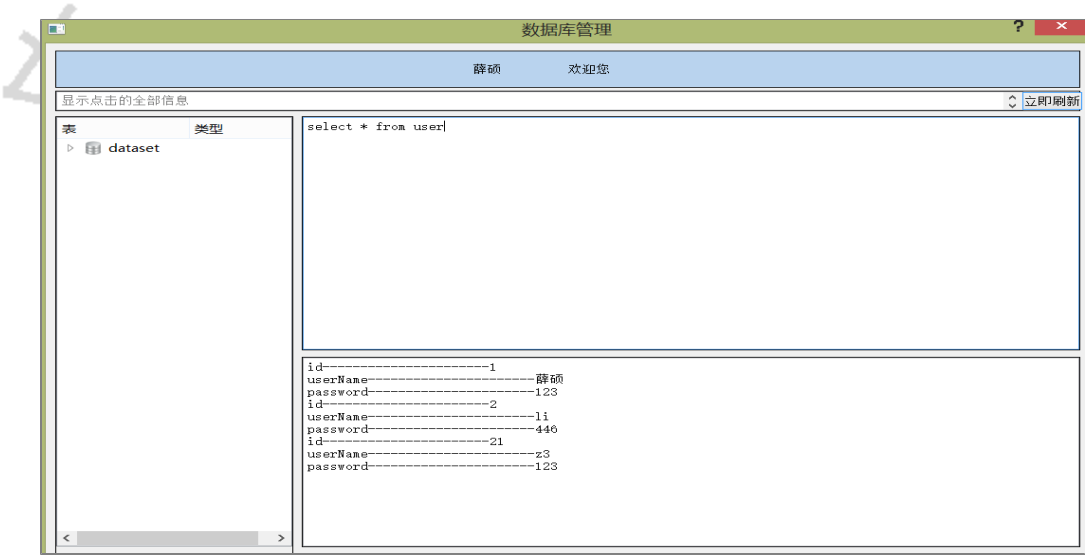 数据库管理
?
×
薛硕 欢迎您
显示点击的全部信息 立即刷新
表 类型
dataset
select * from user
id----------------------1
userName----------------------薛硕
password----------------------123
id----------------------2
userName----------------------li
password----------------------446
id----------------------21
userName----------------------z3
password----------------------123